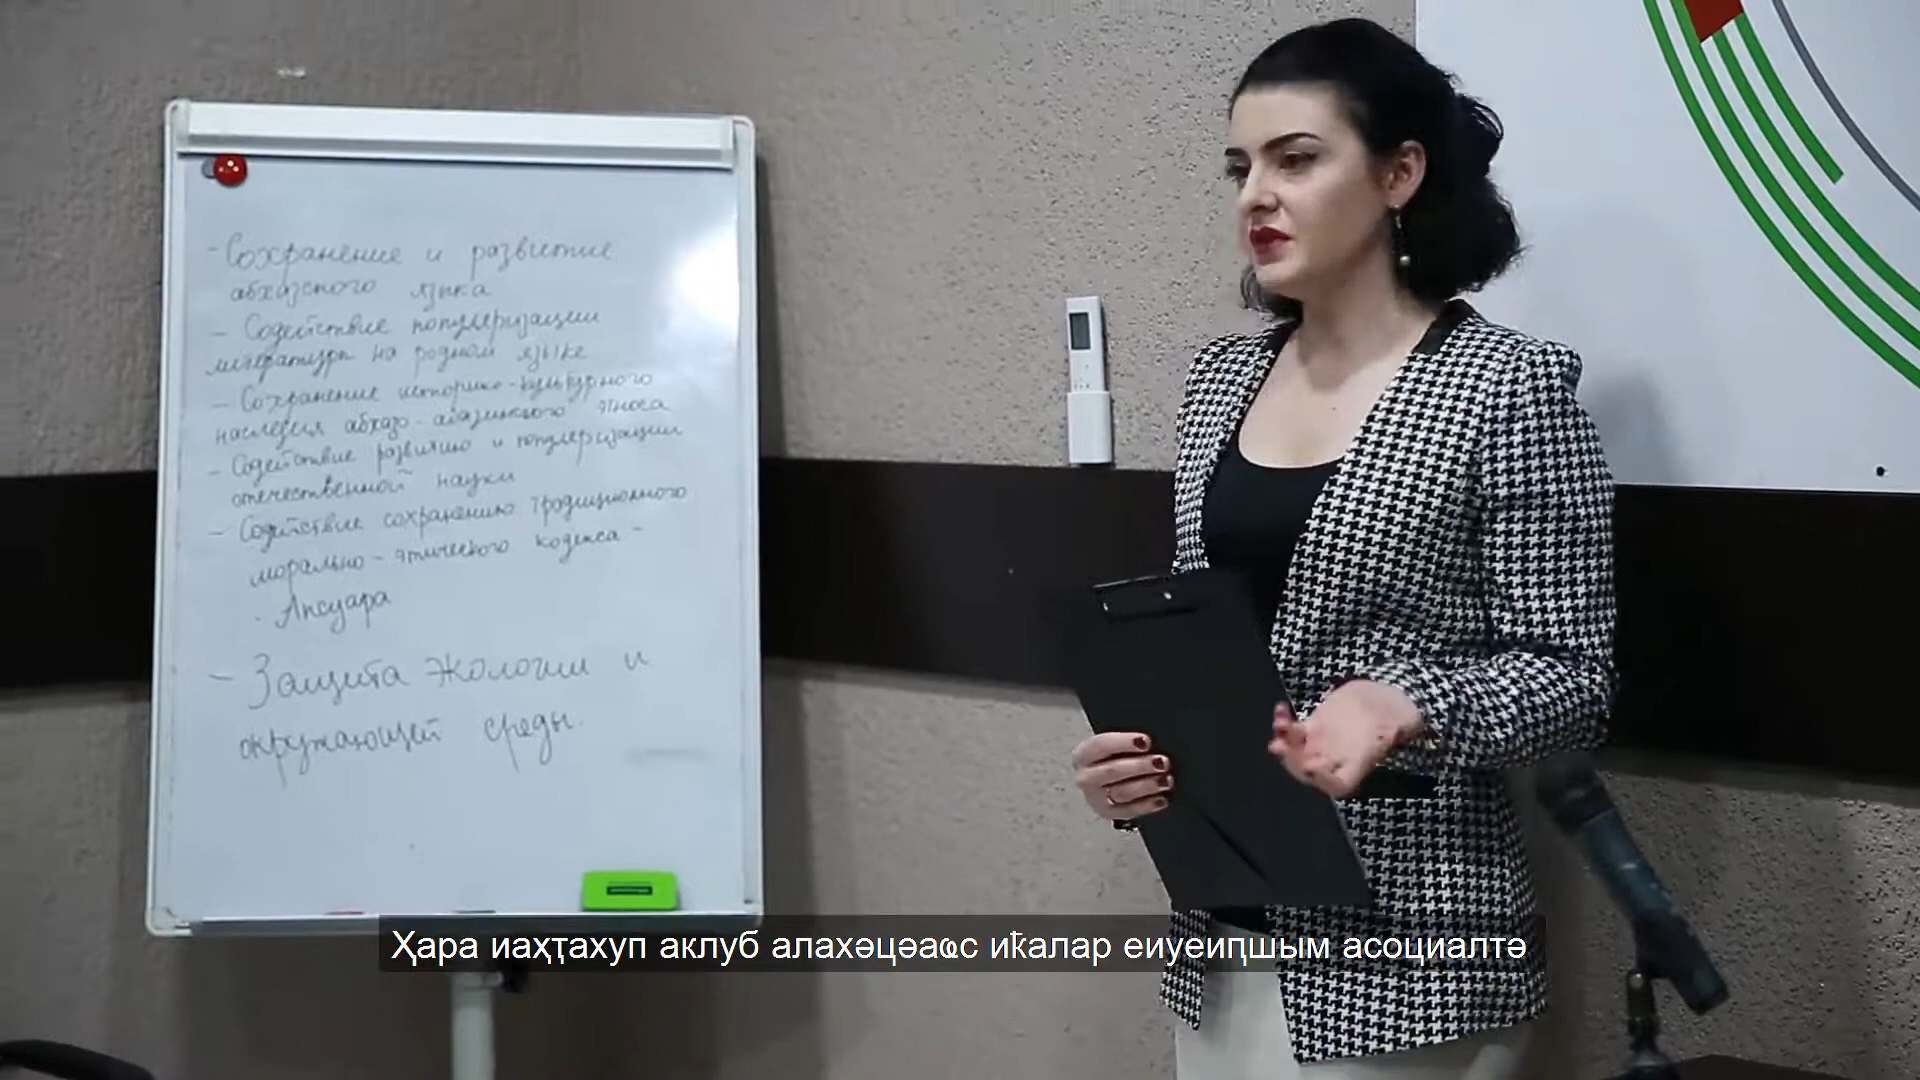 - Сохранение и развитие
абхазского языка
- Содействие популяризации
литературы на родном языке
- Сохранение историко-культурного
наследия абхазо-абазинского этноса
- Содействие развитию и популяризации
отечественной науки
- Содействие сохранению традиционного
морально-этического кодекса -
- Апсуара
- Защита экологии и
окружающей среды.
Ҳара иаҳҭахуп аклуб алахәцәаҩс иҟалар еиуеиԥшым асоциалтә